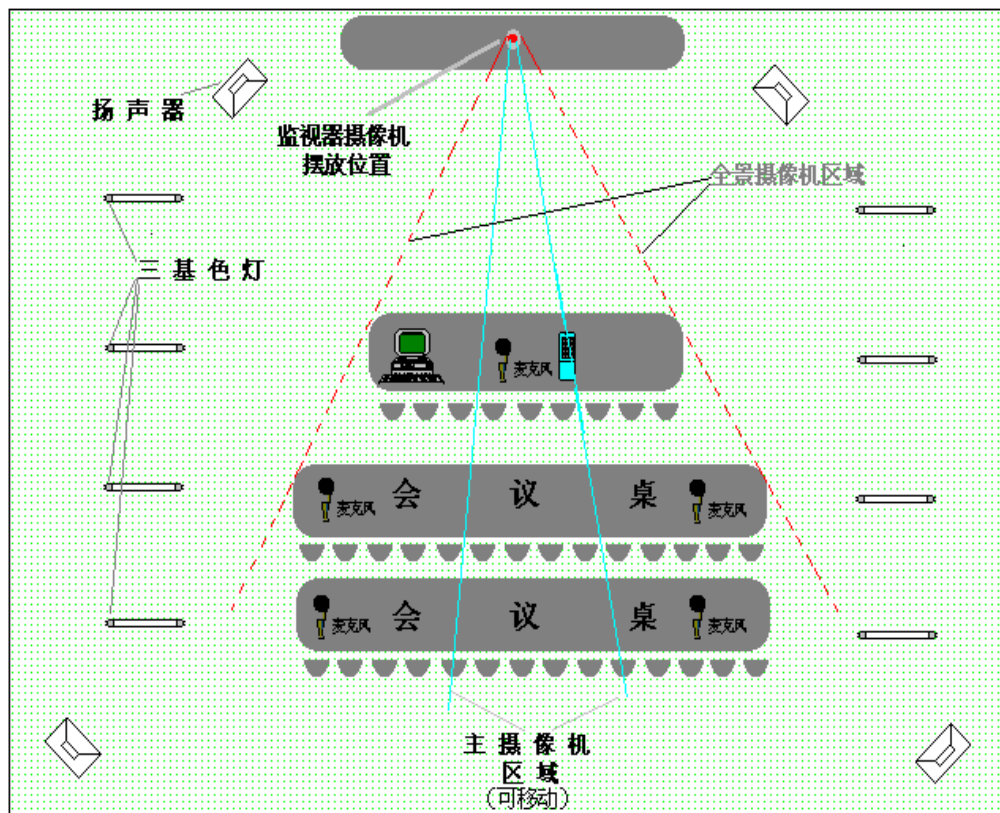 扬声器
监视器摄像机
摆放位置
全景摄像机区域
三基色灯
麦克风
麦克风 会议桌 麦克风
麦克风 会议桌 麦克风
主摄像机
区域
(可移动)